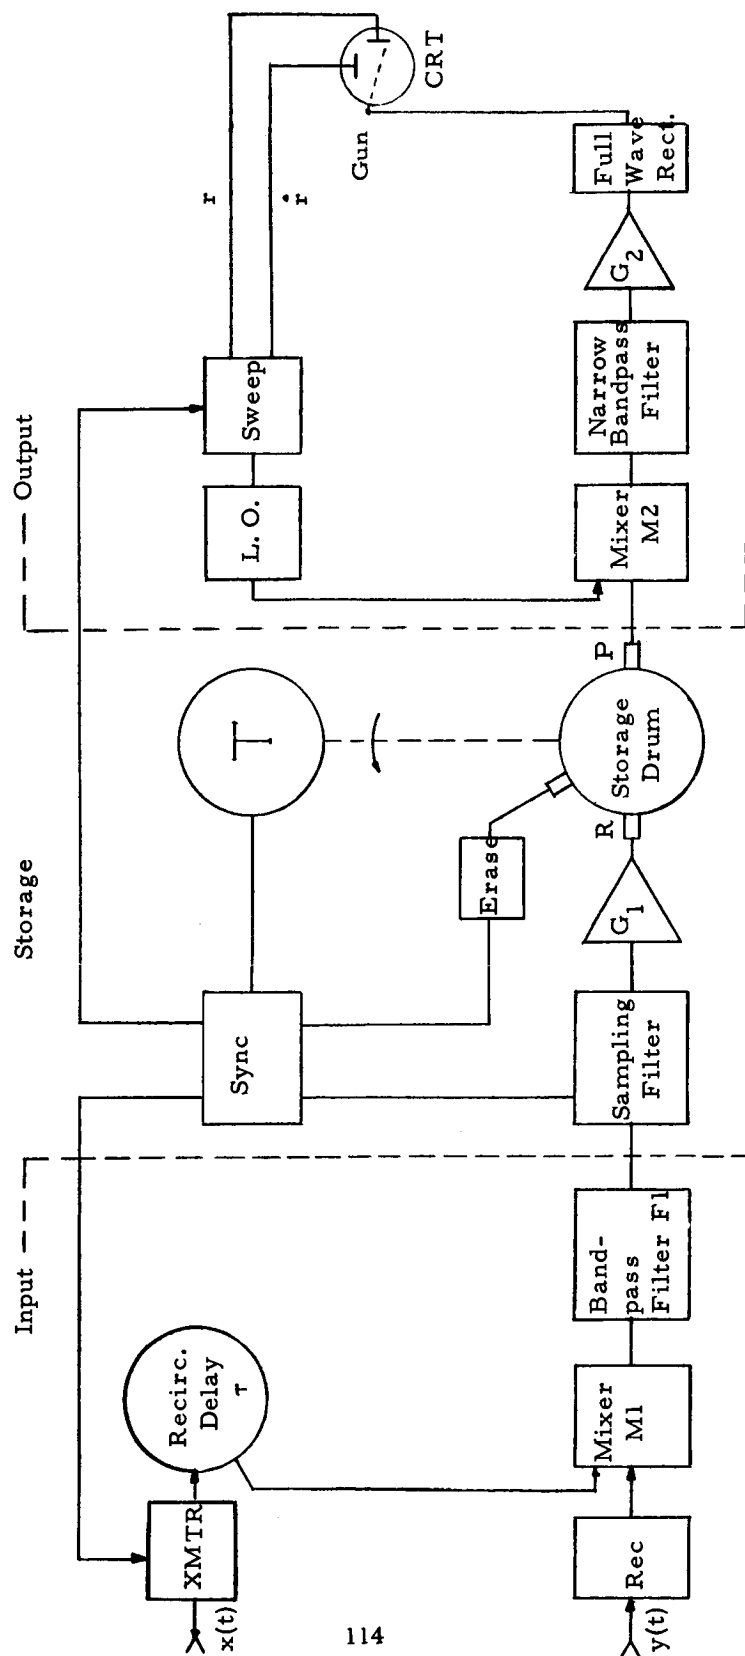 Input
Storage
Output
XMTR
x(t)
Recirc.
Delay
τ
Sync
T
L. O.
Sweep
r
ṙ
Gun
CRT
Erase
Rec
y(t)
Mixer
M1
Band-
pass
Filter F1
Sampling
Filter
G1
R
Storage
Drum
P
Mixer
M2
Narrow
Bandpass
Filter
G2
Full
Wave
Rect.
114